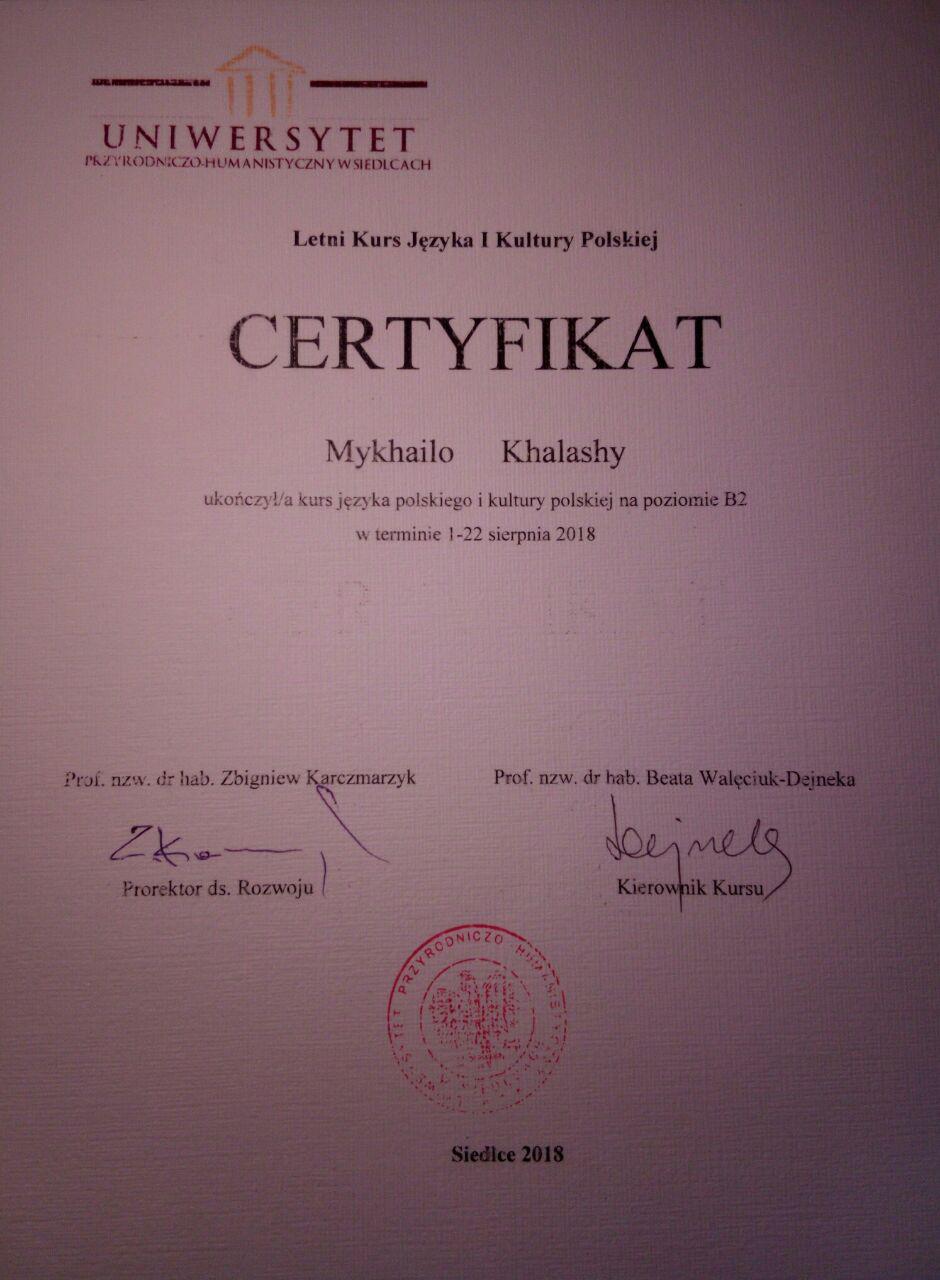 UNIWERSYTET
PRZYRODNICZO-HUMANISTYCZNY W SIEDLCACH
Letni Kurs Języka I Kultury Polskiej
CERTYFIKAT
Mykhailo Khalashy
ukończył/a kurs języka polskiego i kultury polskiej na poziomie B2
w terminie 1-22 sierpnia 2018
Prof. nzw. dr hab. Zbigniew Karczmarzyk
Prof. nzw. dr hab. Beata Walęciuk-Dejneka
Dejneka
Prorektor ds. Rozwoju
Kierownik Kursu
PRZYRODNICZO
Siedlce 2018